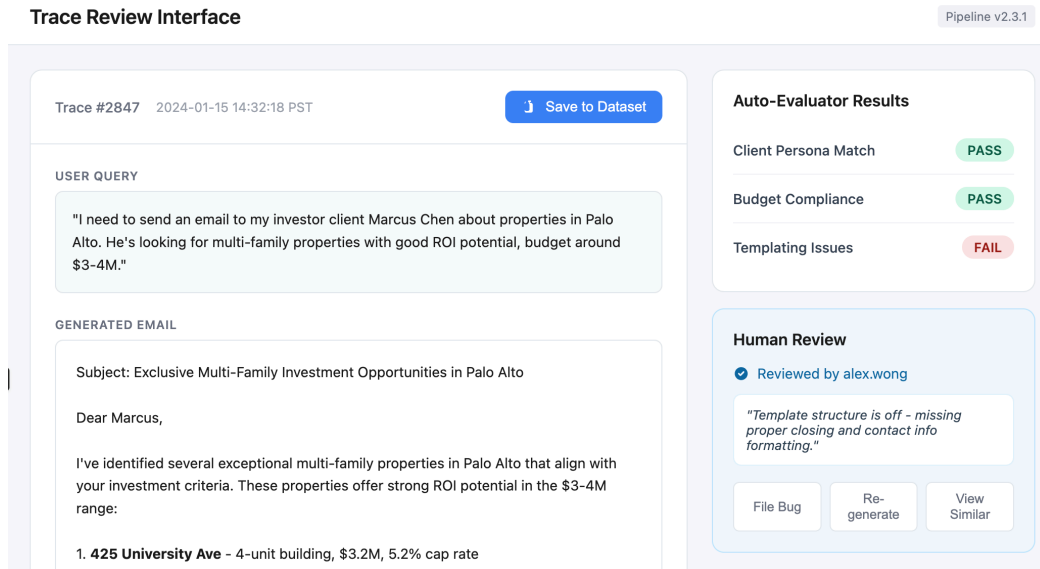 Trace Review Interface
Pipeline v2.3.1
Trace #2847 2024-01-15 14:32:18 PST
Save to Dataset
USER QUERY
"I need to send an email to my investor client Marcus Chen about properties in Palo
Alto. He's looking for multi-family properties with good ROI potential, budget around
$3-4M."
GENERATED EMAIL
Subject: Exclusive Multi-Family Investment Opportunities in Palo Alto
Dear Marcus,
I've identified several exceptional multi-family properties in Palo Alto that align with
your investment criteria. These properties offer strong ROI potential in the $3-4M
range:
1. 425 University Ave - 4-unit building, $3.2M, 5.2% cap rate
Auto-Evaluator Results
Client Persona Match PASS
Budget Compliance PASS
Templating Issues FAIL
Human Review
Reviewed by alex.wong
"Template structure is off - missing
proper closing and contact info
formatting."
File Bug
Re-
generate
View
Similar